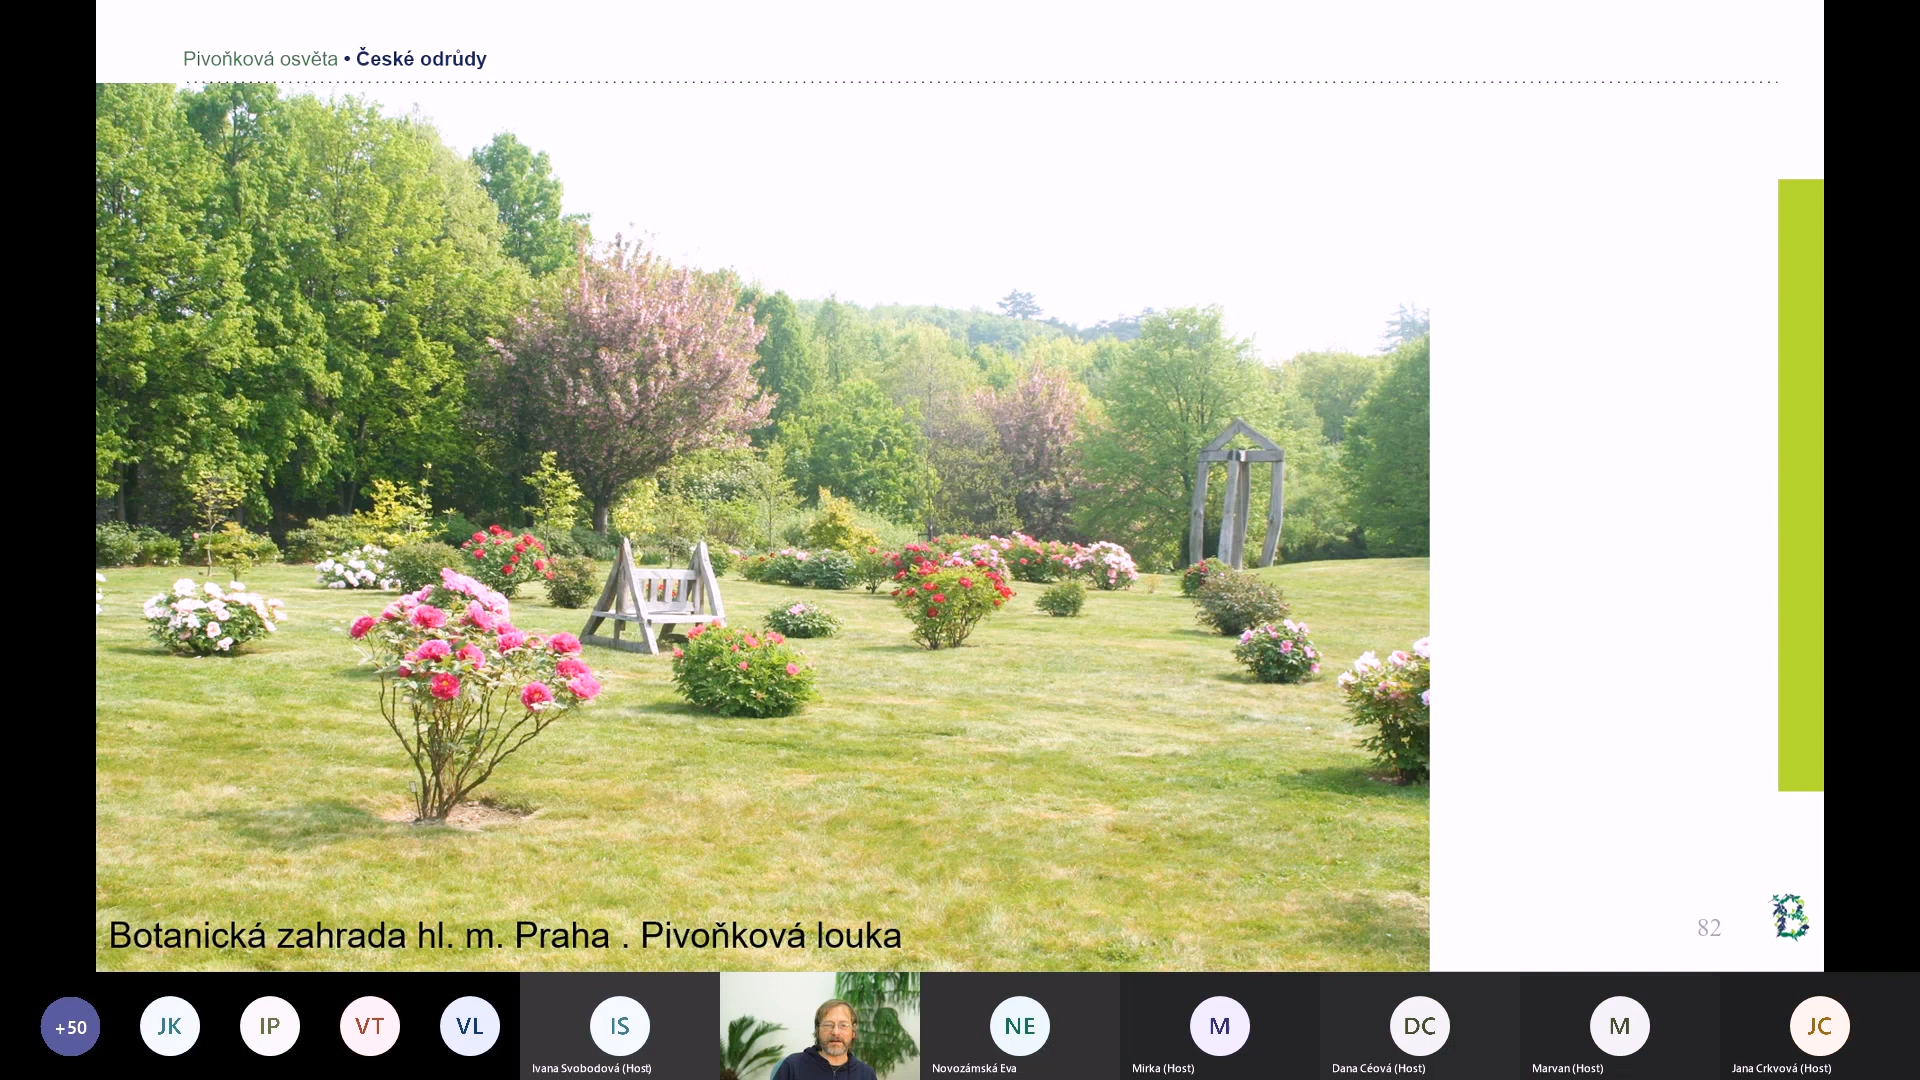 Pivoňková osvěta • České odrůdy
Botanická zahrada hl. m. Praha . Pivoňková louka
82
B
+50
JK
IP
VT
VL
IS
Ivana Svobodová (Host)
NE
Novozámská Eva
M
Mirka (Host)
DC
Dana Céová (Host)
M
Marvan (Host)
JC
Jana Crkvová (Host)